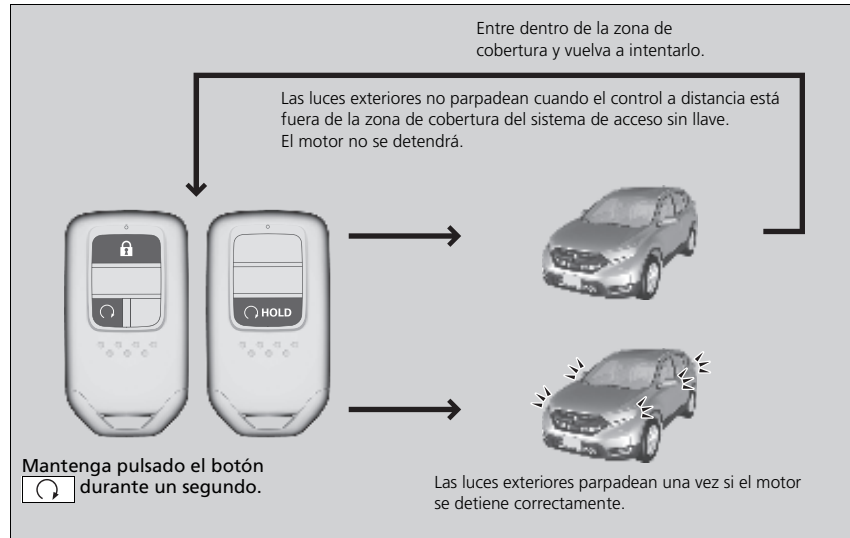 Entre dentro de la zona de
cobertura y vuelva a intentarlo.
Las luces exteriores no parpadean cuando el control a distancia está
fuera de la zona de cobertura del sistema de acceso sin llave.
El motor no se detendrá.
HOLD
Mantenga pulsado el botón
durante un segundo.
Las luces exteriores parpadean una vez si el motor
se detiene correctamente.